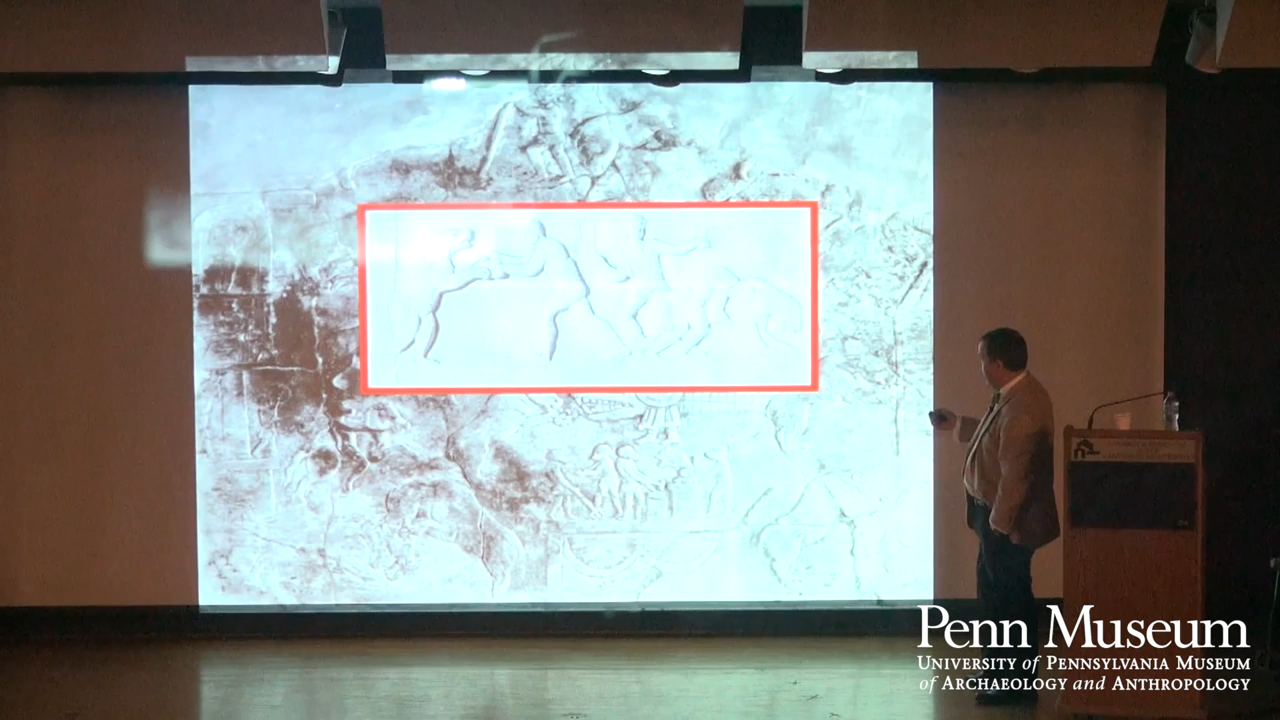 Penn Museum
UNIVERSITY of PENNSYLVANIA MUSEUM
of ARCHAEOLOGY and ANTHROPOLOGY